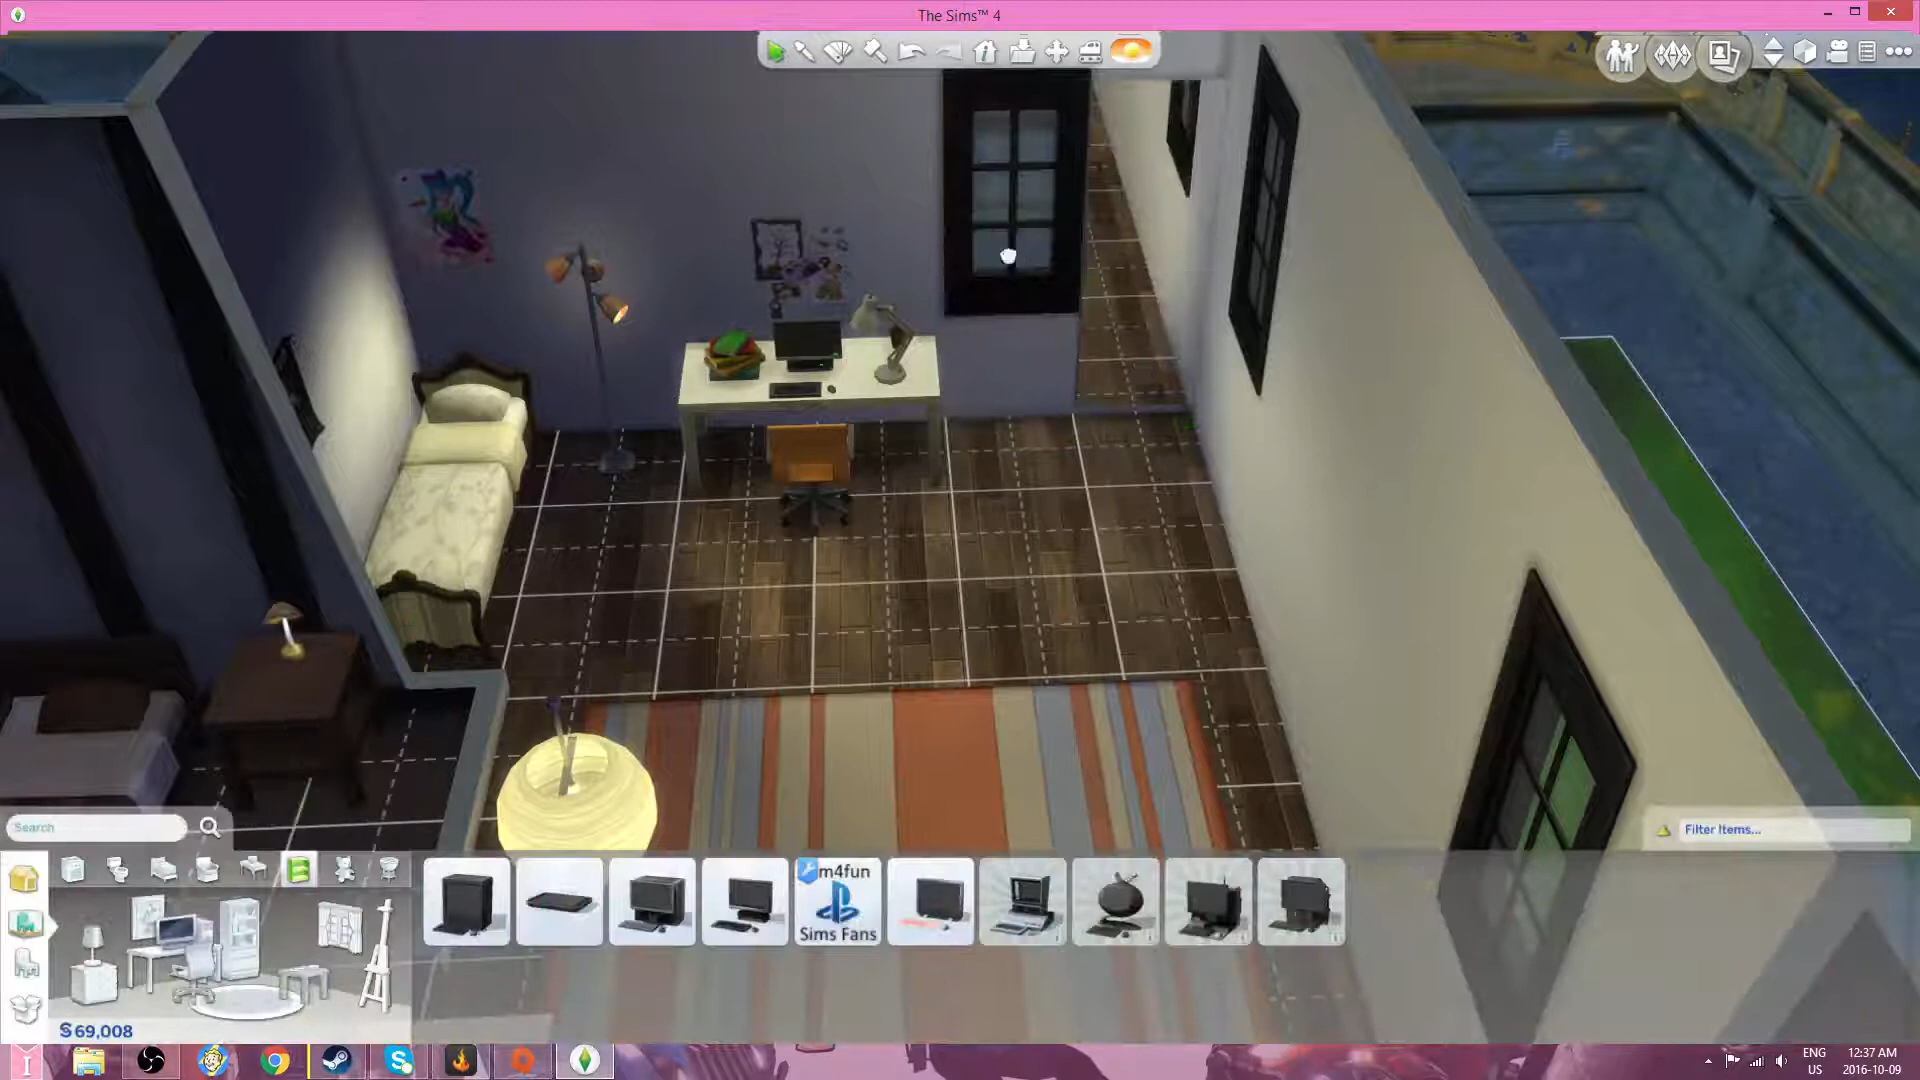 The Sims™ 4
Search
Filter Items...
m4fun
Sims Fans
§69,008
ENG
US
12:37 AM
2016-10-09